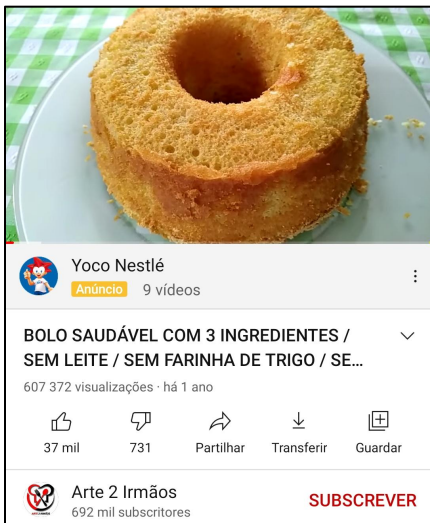 Yoco Nestlé
Anúncio 9 vídeos
BOLO SAUDÁVEL COM 3 INGREDIENTES /
SEM LEITE / SEM FARINHA DE TRIGO / SE...
607 372 visualizações · há 1 ano
37 mil 731 Partilhar Transferir Guardar
Arte 2 Irmãos
692 mil subscritores
SUBSCREVER